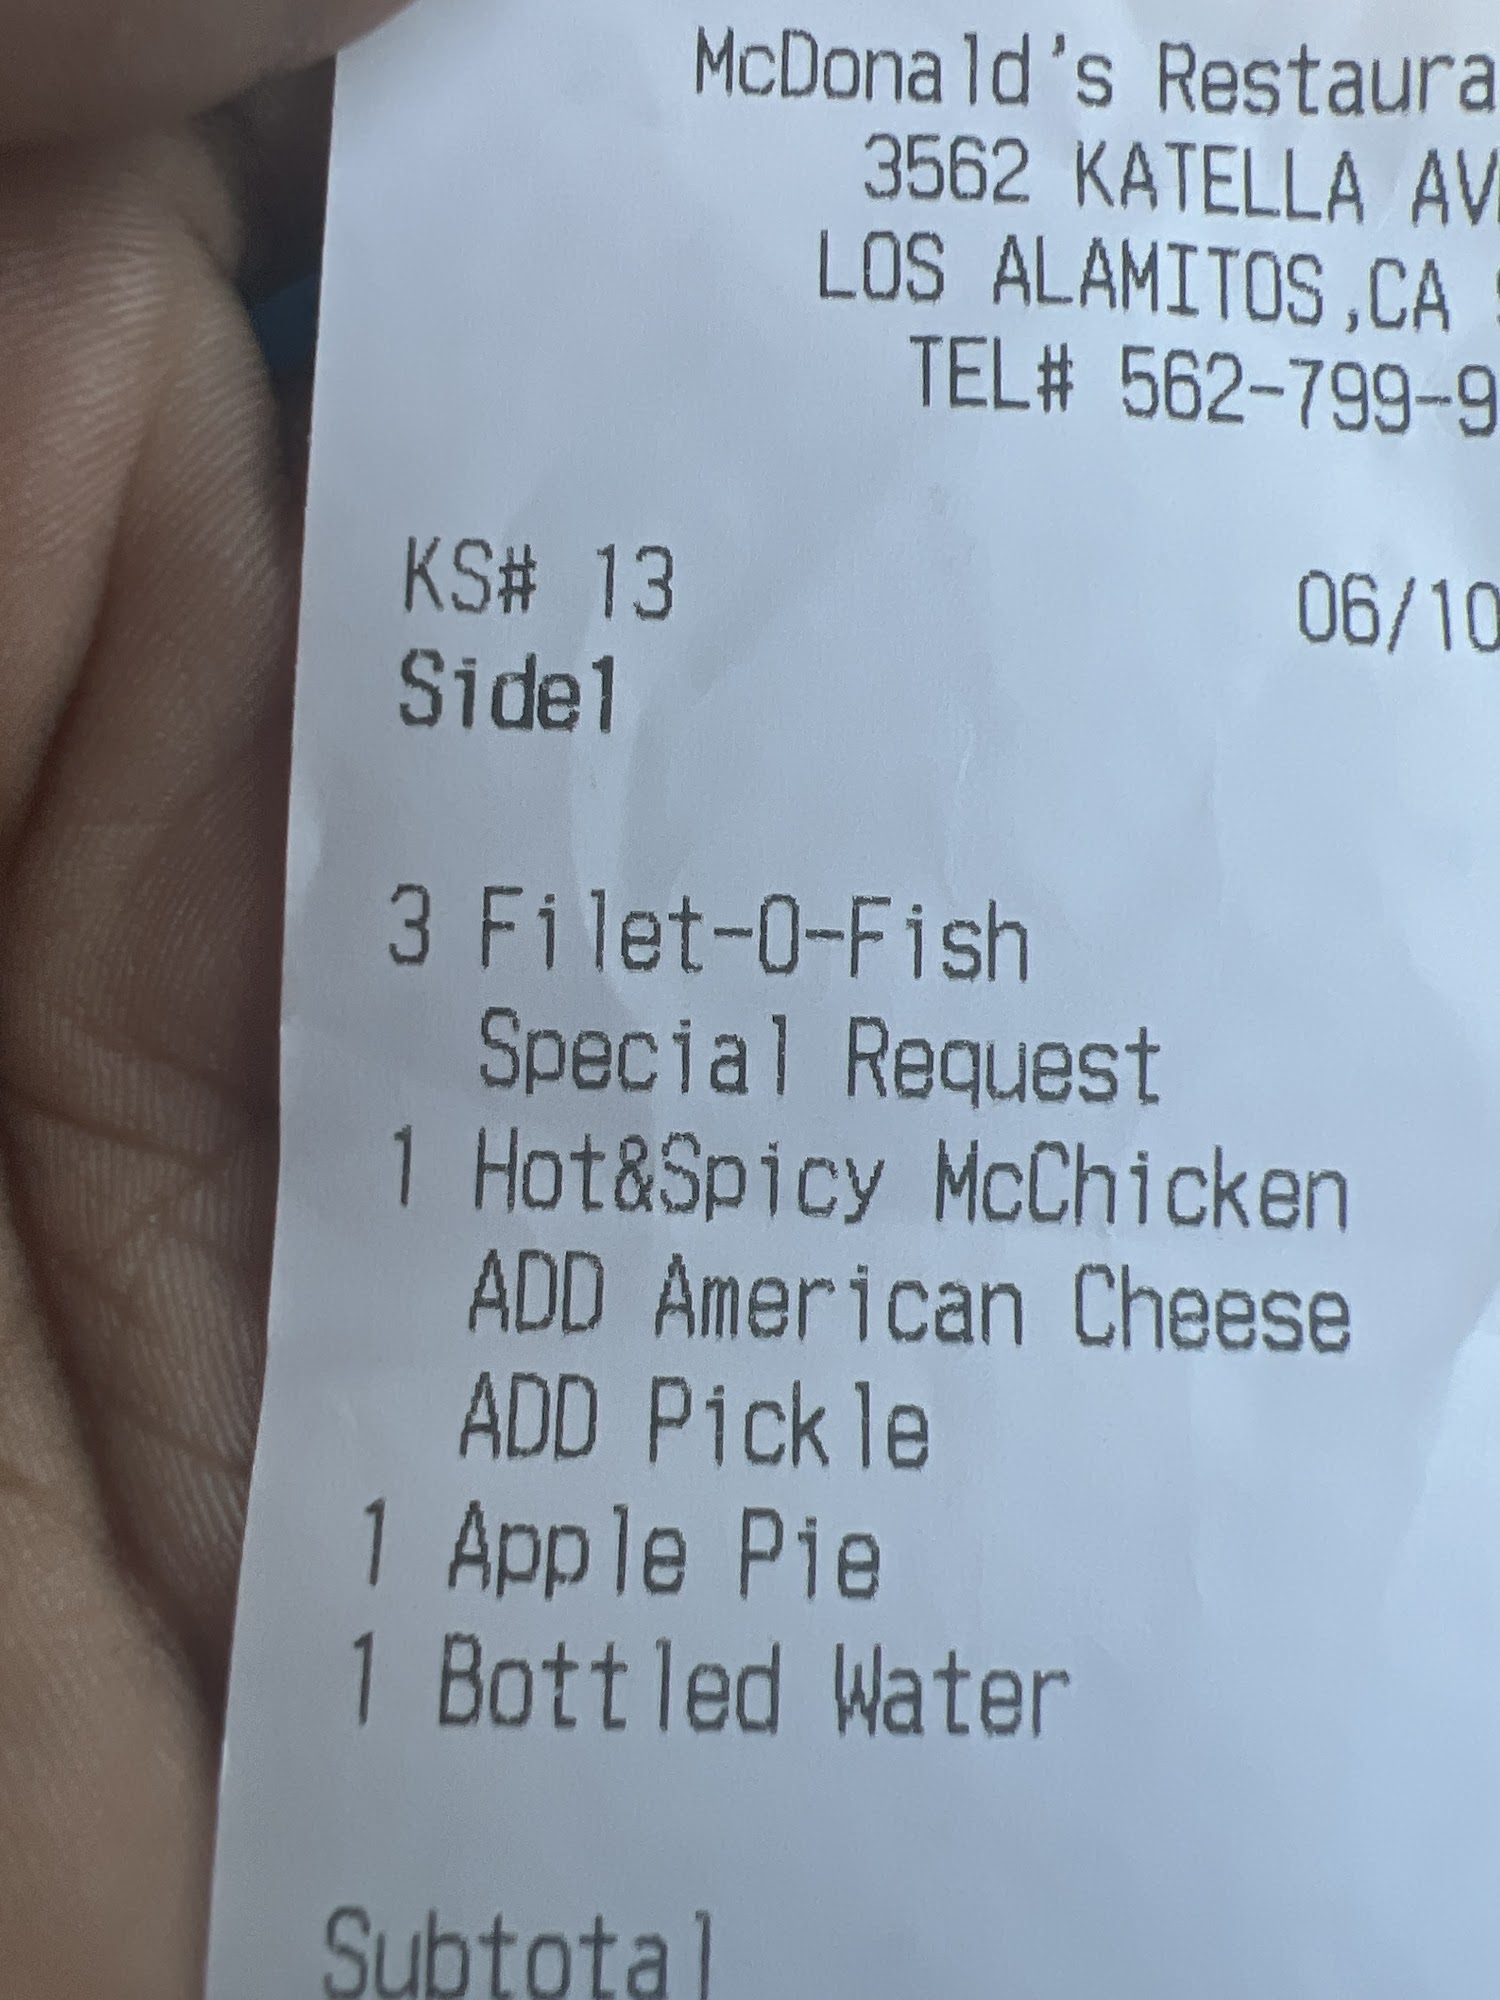 McDonald's Restaura
3562 KATELLA AV
LOS ALAMITOS,CA
TEL# 562-799-9
KS# 13 06/10
Side1
3 Filet-O-Fish
Special Request
1 Hot&Spicy McChicken
ADD American Cheese
ADD Pickle
1 Apple Pie
1 Bottled Water
Subtotal